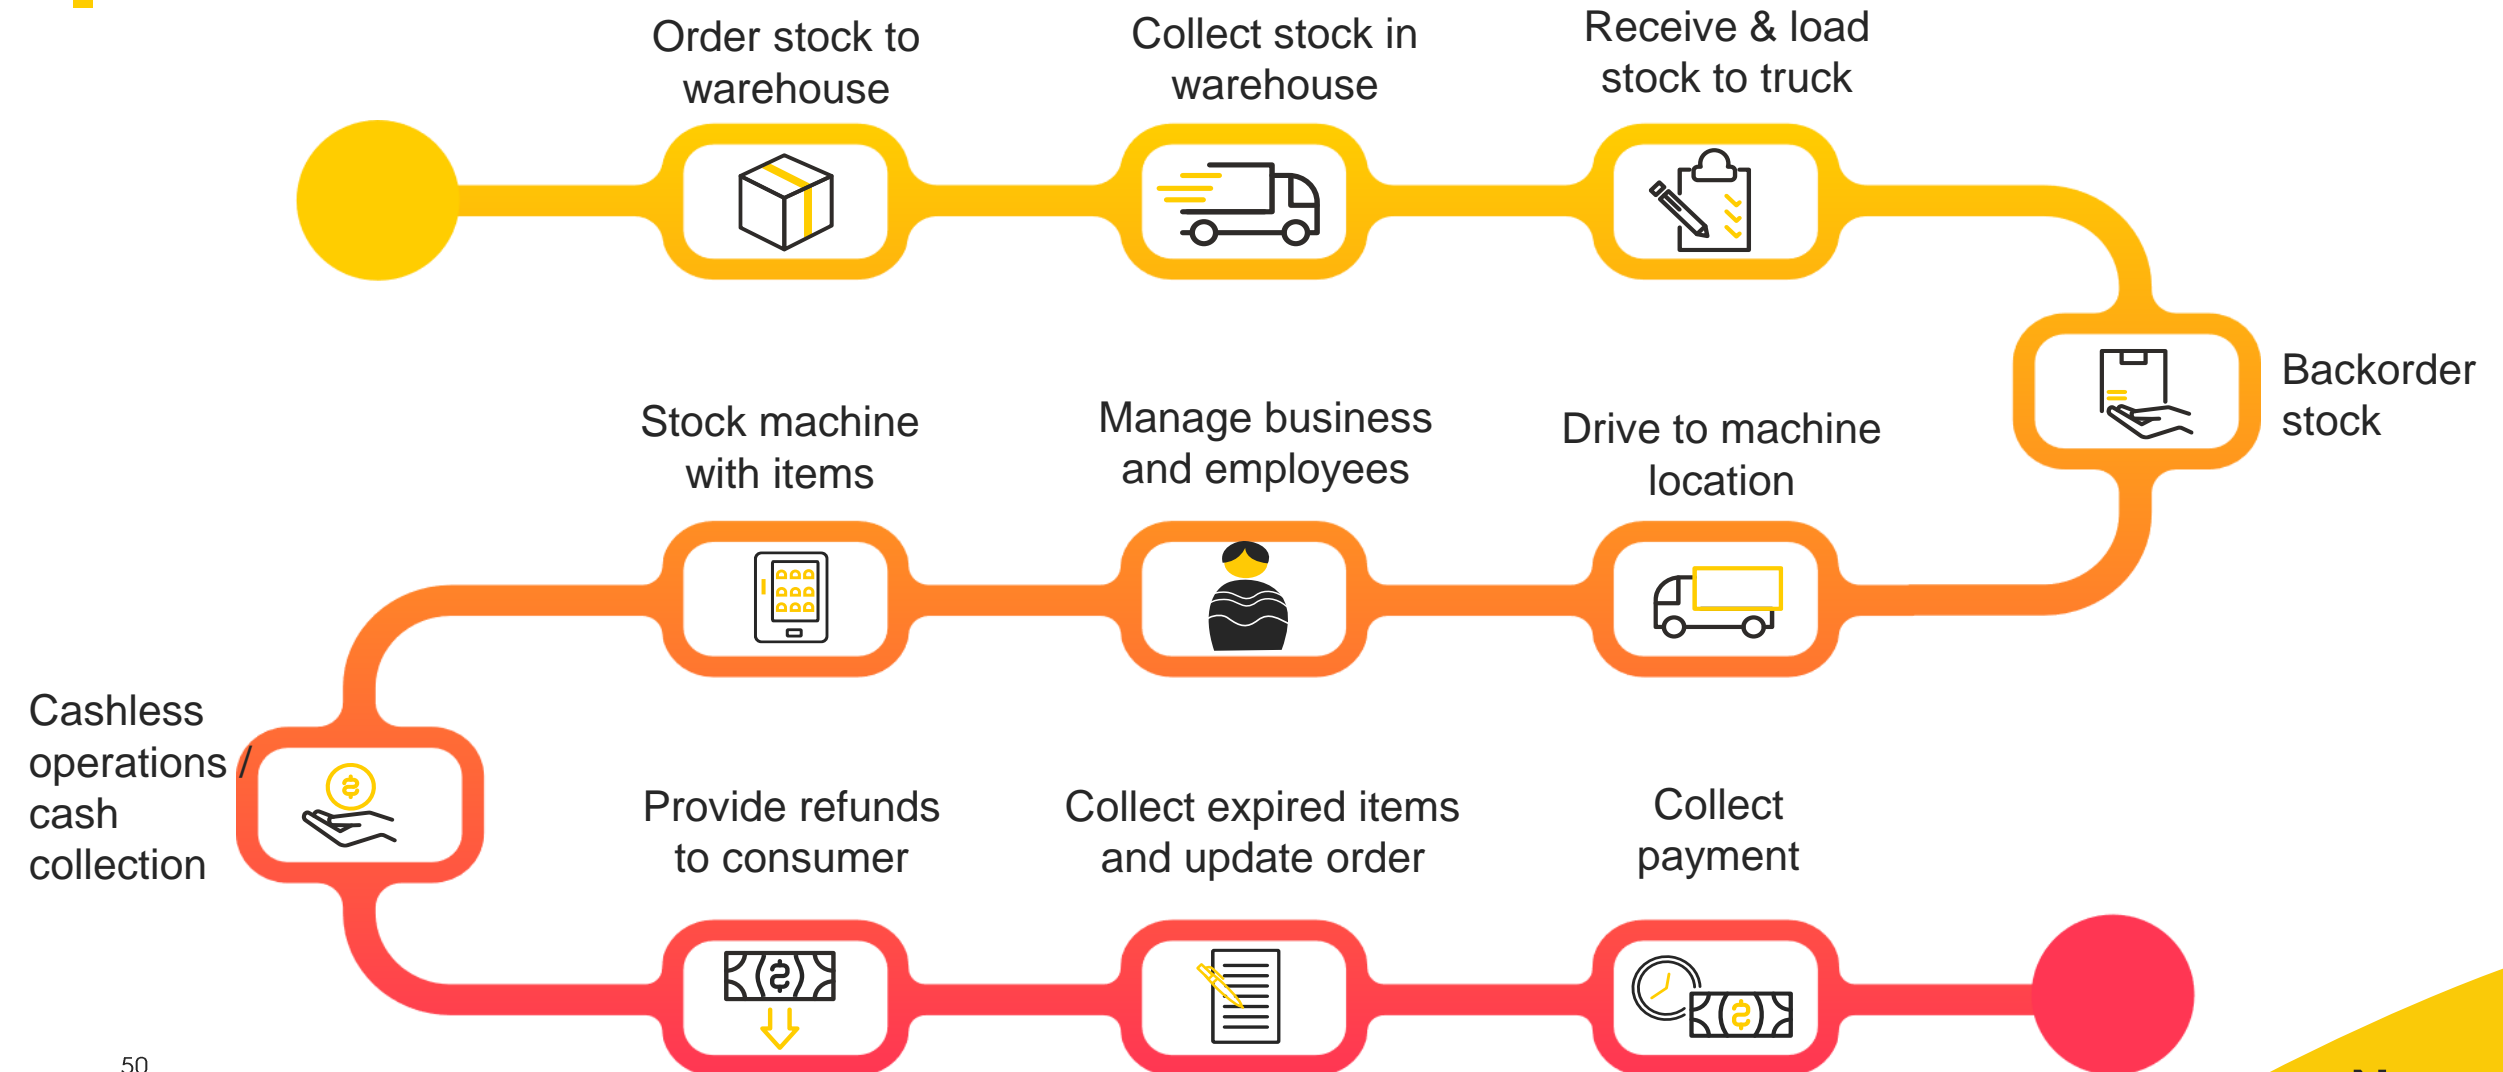 Order stock to
warehouse
Collect stock in
warehouse
Receive & load
stock to truck
Backorder
stock
Stock machine
with items
Manage business
and employees
Drive to machine
location
Cashless
operations /
cash
collection
Provide refunds
to consumer
Collect expired items
and update order
Collect
payment
50